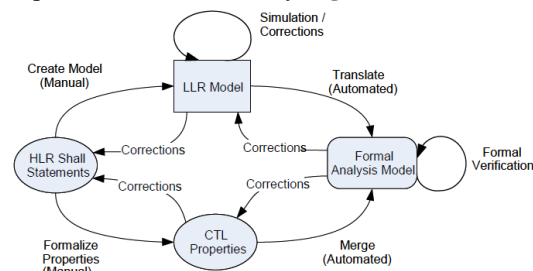 Simulation /
Corrections
Create Model
(Manual)
LLR Model
Translate
(Automated)
Corrections
Corrections
HLR Shall
Statements
Formal
Analysis Model
Formal
Verification
Corrections
Corrections
CTL
Properties
Formalize
Properties
(Manual)
Merge
(Automated)